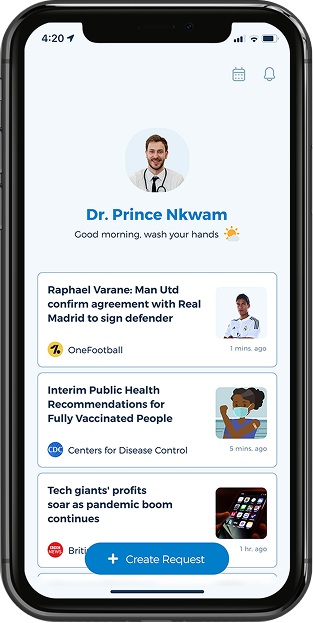 4:20
Dr. Prince Nkwam
Good morning, wash your hands
Raphael Varane: Man Utd
confirm agreement with Real
Madrid to sign defender
OneFootball
1 mins. ago
Interim Public Health
Recommendations for
Fully Vaccinated People
CDC
Centers for Disease Control
5 mins. ago
Tech giants' profits
soar as pandemic boom
continues
BBC
NEWS
Briti
1 hr. ago
+ Create Request